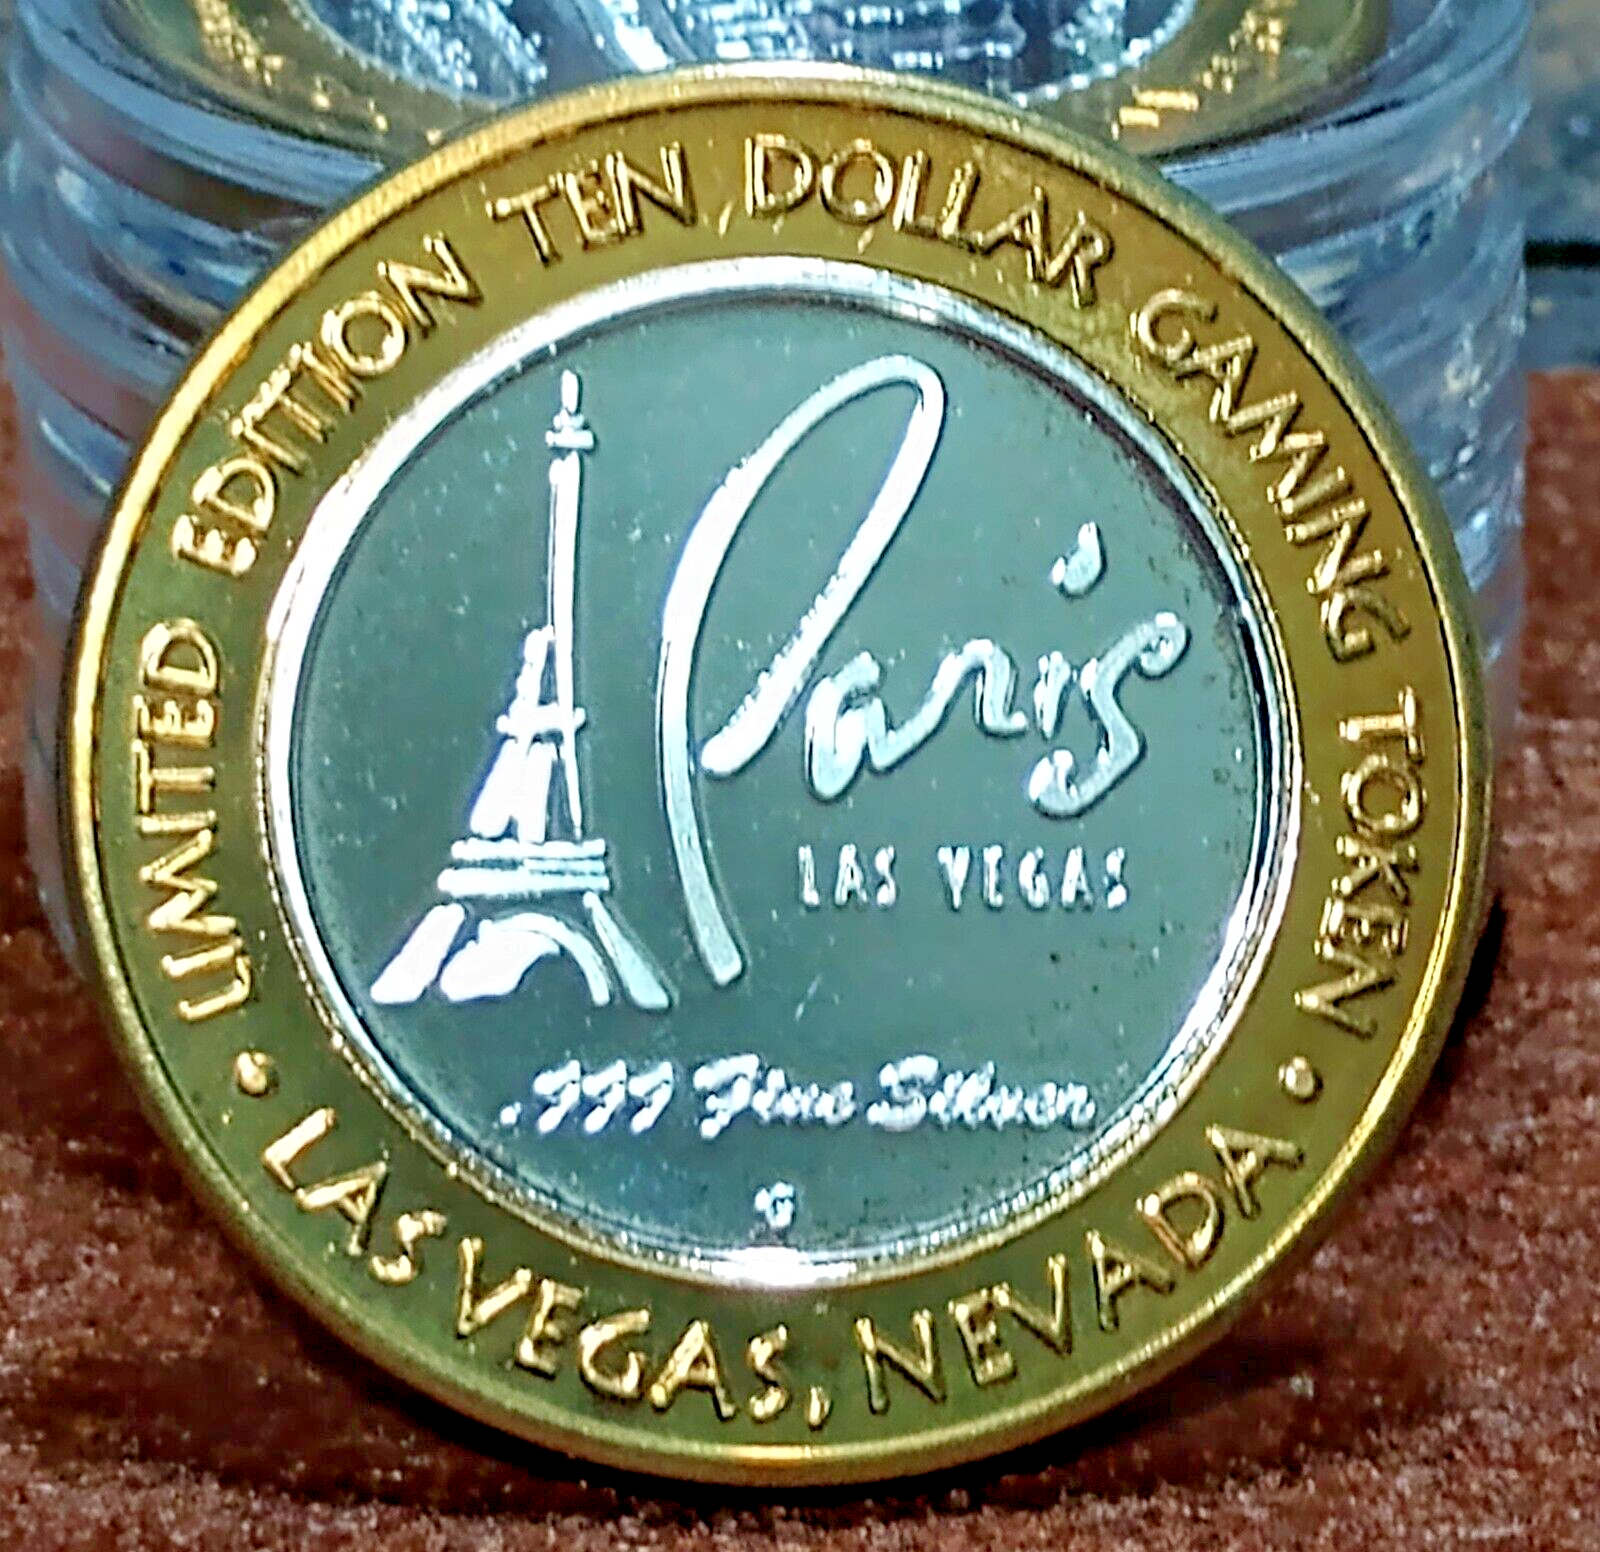 LIMITED EDITION TEN DOLLAR GAMING TOKEN
Paris
LAS VEGAS
.999 Fine Silver
G
• LAS VEGAS, NEVADA •